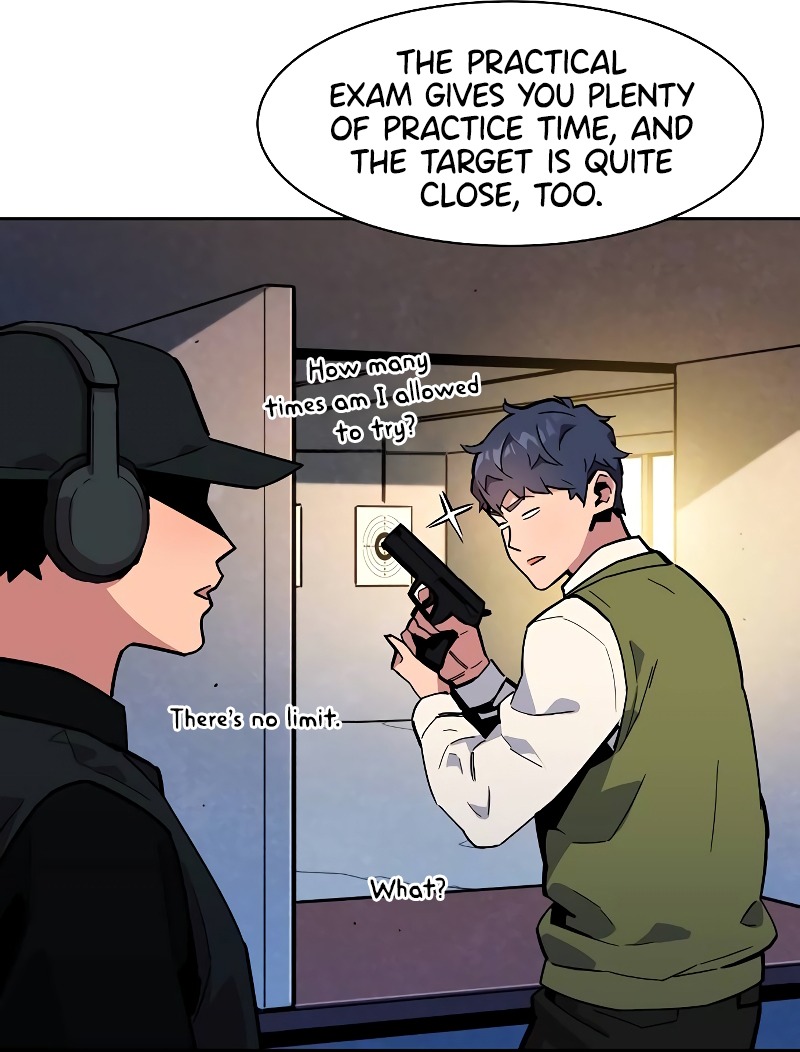 THE PRACTICAL
EXAM GIVES YOU PLENTY
OF PRACTICE TIME, AND
THE TARGET IS QUITE
CLOSE, TOO.
How many
times am I allowed
to try?
There's no limit.
What?